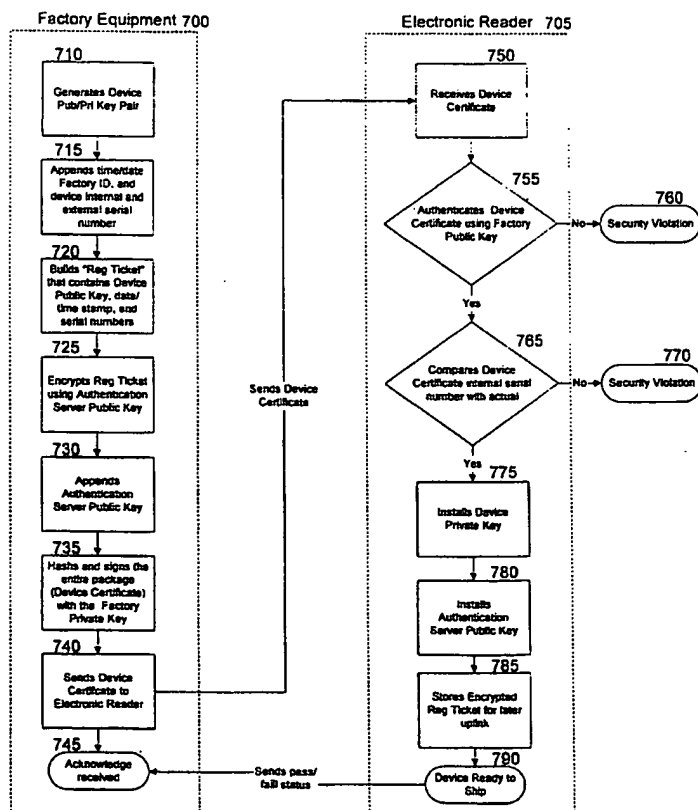 Factory Equipment 700
710
Generates Device
Pub/Pri Key Pair
715
Appends time/date
Factory ID, and
device internal and
external serial
number
720
Builds "Reg Ticket"
that contains Device
Public Key, data/
time stamp, and
serial numbers
725
Encrypts Reg Ticket
using Authentication
Server Public Key
730
Appends
Authentication
Server Public Key
735
Hashs and signs the
entire package
(Device Certificate)
with the Factory
Private Key
740
Sends Device
Certificate to
Electronic Reader
745
Acknowledge
received
Sends Device
Certificate
Sends pass/
fail status
Electronic Reader 705
750
Receives Device
Certificate
755
Authenticates Device
Certificate using Factory
Public Key
No
760
Security Violation
Yes
765
Compares Device
Certificate internal serial
number with actual
No
770
Security Violation
Yes
775
Installs Device
Private Key
780
Installs
Authentication
Server Public Key
785
Stores Encrypted
Reg Ticket for later
uplink
790
Device Ready to
Ship